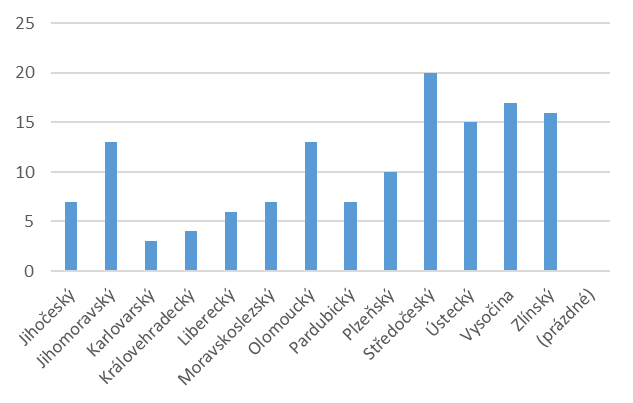 25
20
15
10
5
0
Jihočeský
Jihomoravský
Karlovarský
Královehradecký
Liberecký
Moravskoslezský
Olomoucký
Pardubický
Plzeňský
Středočeský
Ústecký
Vysočina
Zlínský
(prázdné)